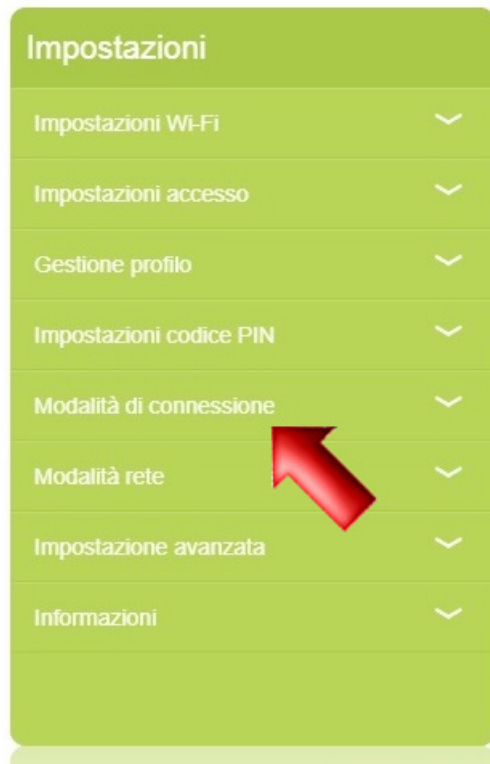 Impostazioni
Impostazioni Wi-Fi
Impostazioni accesso
Gestione profilo
Impostazioni codice PIN
Modalità di connessione
Modalità rete
Impostazione avanzata
Informazioni